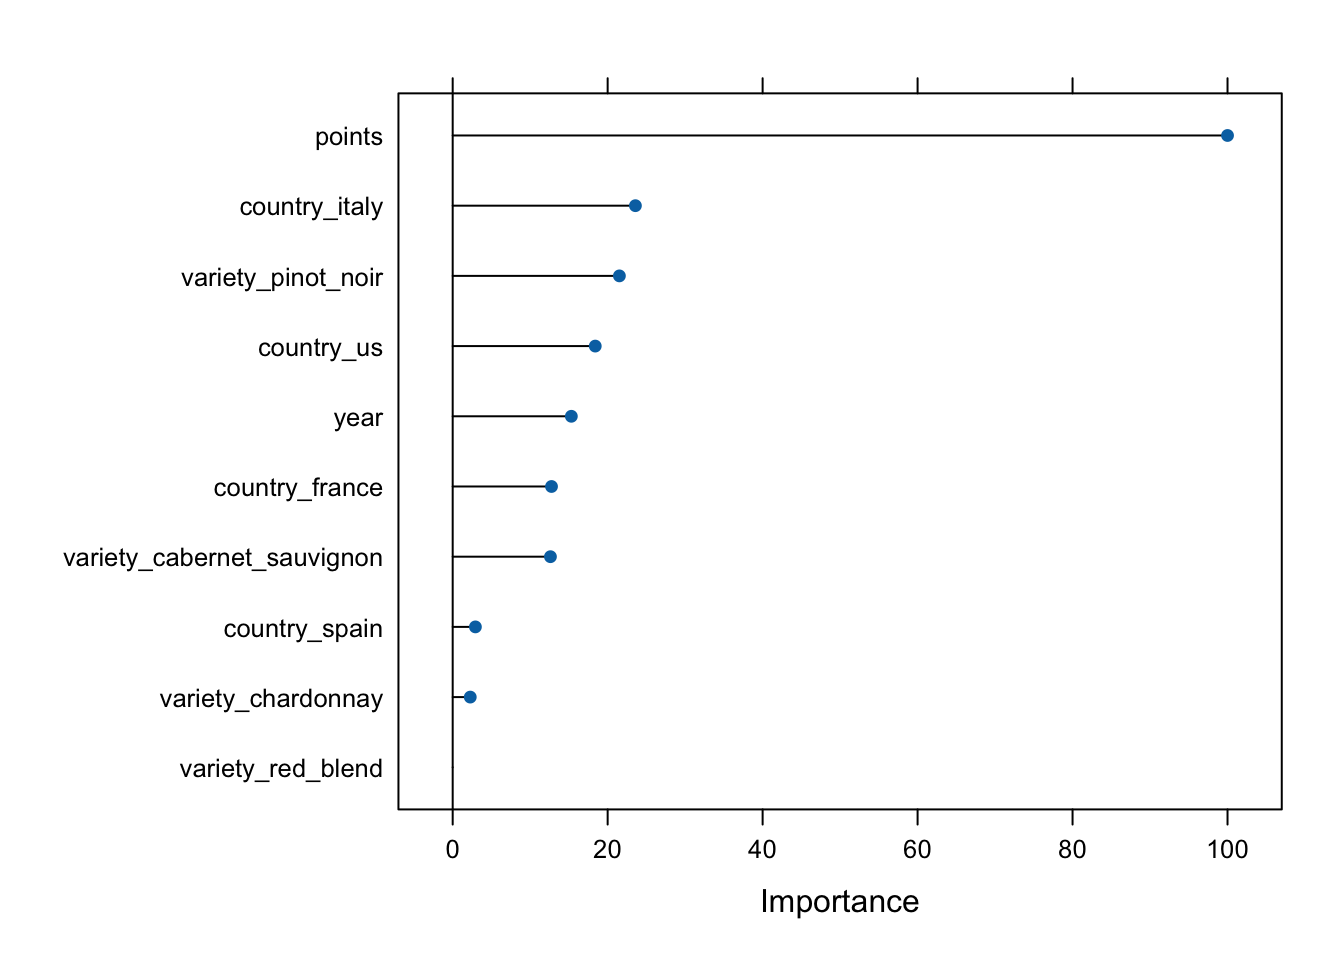 points
country_italy
variety_pinot_noir
country_us
year
country_france
variety_cabernet_sauvignon
country_spain
variety_chardonnay
variety_red_blend
0 20 40 60 80 100
Importance